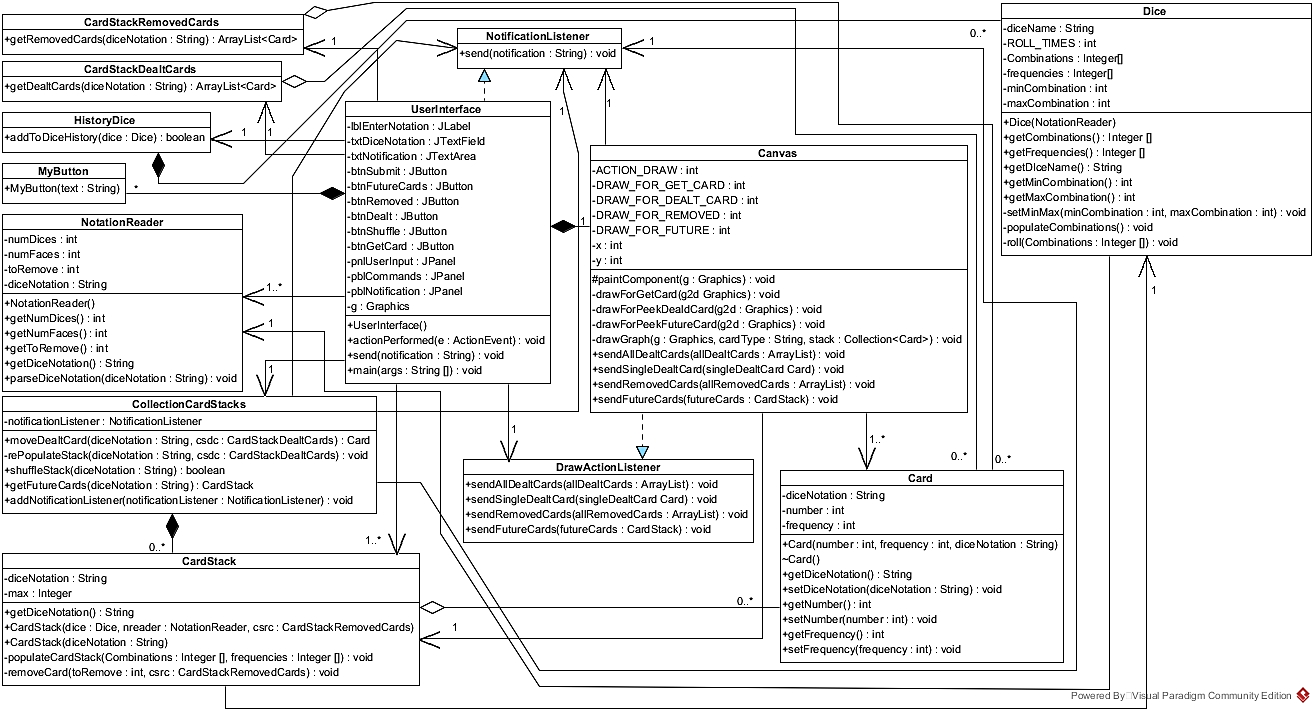 CardStackRemovedCards
+getRemovedCards(diceNotation : String) : ArrayList<Card>
CardStackDealtCards
+getDealtCards(diceNotation : String) : ArrayList<Card>
HistoryDice
+addToDiceHistory(dice : Dice) : boolean
MyButton
+MyButton(text : String)
NotationReader
-numDices : int
-numFaces : int
-toRemove : int
-diceNotation : String
+NotationReader()
+getNumDices() : int
+getNumFaces() : int
+getToRemove() : int
+getDiceNotation() : String
+parseDiceNotation(diceNotation : String) : void
CollectionCardStacks
-notificationListener : NotificationListener
+moveDealtCard(diceNotation : String, csdc : CardStackDealtCards) : Card
-rePopulateStack(diceNotation : String, csdc : CardStackDealtCards) : void
+shuffleStack(diceNotation : String) : boolean
+getFutureCards(diceNotation : String) : CardStack
+addNotificationListener(notificationListener : NotificationListener) : void
CardStack
-diceNotation : String
-max : Integer
+getDiceNotation() : String
+CardStack(dice : Dice, nreader : NotationReader, csrc : CardStackRemovedCards)
+CardStack(diceNotation : String)
-populateCardStack(Combinations : Integer [], frequencies : Integer []) : void
-removeCard(toRemove : int, csrc : CardStackRemovedCards) : void
NotificationListener
+send(notification : String) : void
UserInterface
-lblEnterNotation : JLabel
-txtDiceNotation : JTextField
-txtNotification : JTextArea
-btnSubmit : JButton
-btnFutureCards : JButton
-btnRemoved : JButton
-btnDealt : JButton
-btnShuffle : JButton
-btnGetCard : JButton
-pnlUserInput : JPanel
-pblCommands : JPanel
-pblNotification : JPanel
-g : Graphics
+UserInterface()
+actionPerformed(e : ActionEvent) : void
+send(notification : String) : void
+main(args : String []) : void
Canvas
-ACTION_DRAW : int
-DRAW_FOR_GET_CARD : int
-DRAW_FOR_DEALT_CARD : int
-DRAW_FOR_REMOVED : int
-DRAW_FOR_FUTURE : int
-x : int
-y : int
#paintComponent(g : Graphics) : void
-drawForGetCard(g2d Graphics) : void
-drawForPeekDealdCard(g2d : Graphics) : void
-drawForPeekFutureCard(g2d : Graphics) : void
-drawGraph(g : Graphics, cardType : String, stack : Collection<Card>) : void
+sendAllDealtCards(allDealtCards : ArrayList) : void
+sendSingleDealtCard(singleDealtCard Card) : void
+sendRemovedCards(allRemovedCards : ArrayList) : void
+sendFutureCards(futureCards : CardStack) : void
DrawActionListener
+sendAllDealtCards(allDealtCards : ArrayList) : void
+sendSingleDealtCard(singleDealtCard Card) : void
+sendRemovedCards(allRemovedCards : ArrayList) : void
+sendFutureCards(futureCards : CardStack) : void
Card
-diceNotation : String
-number : int
-frequency : int
+Card(number : int, frequency : int, diceNotation : String)
~Card()
+getDiceNotation() : String
+setDiceNotation(diceNotation : String) : void
+getNumber() : int
+setNumber(number : int) : void
+getFrequency() : int
+setFrequency(frequency : int) : void
Dice
-diceName : String
-ROLL_TIMES : int
-Combinations : Integer[]
-frequencies : Integer[]
-minCombination : int
-maxCombination : int
+Dice(NotationReader)
+getCombinations() : Integer []
+getFrequencies() : Integer []
+getDIceName() : String
+getMinCombination() : int
+getMaxCombination() : int
-setMinMax(minCombination : int, maxCombination : int) : void
-populateCombinations() : void
-roll(Combinations : Integer []) : void
1
1
1
*
1..*
1
1
1
1
1
1
0..*
1
1..*
0..*
0..*
0..*
1..*
0..*
1
1
Powered By Visual Paradigm Community Edition